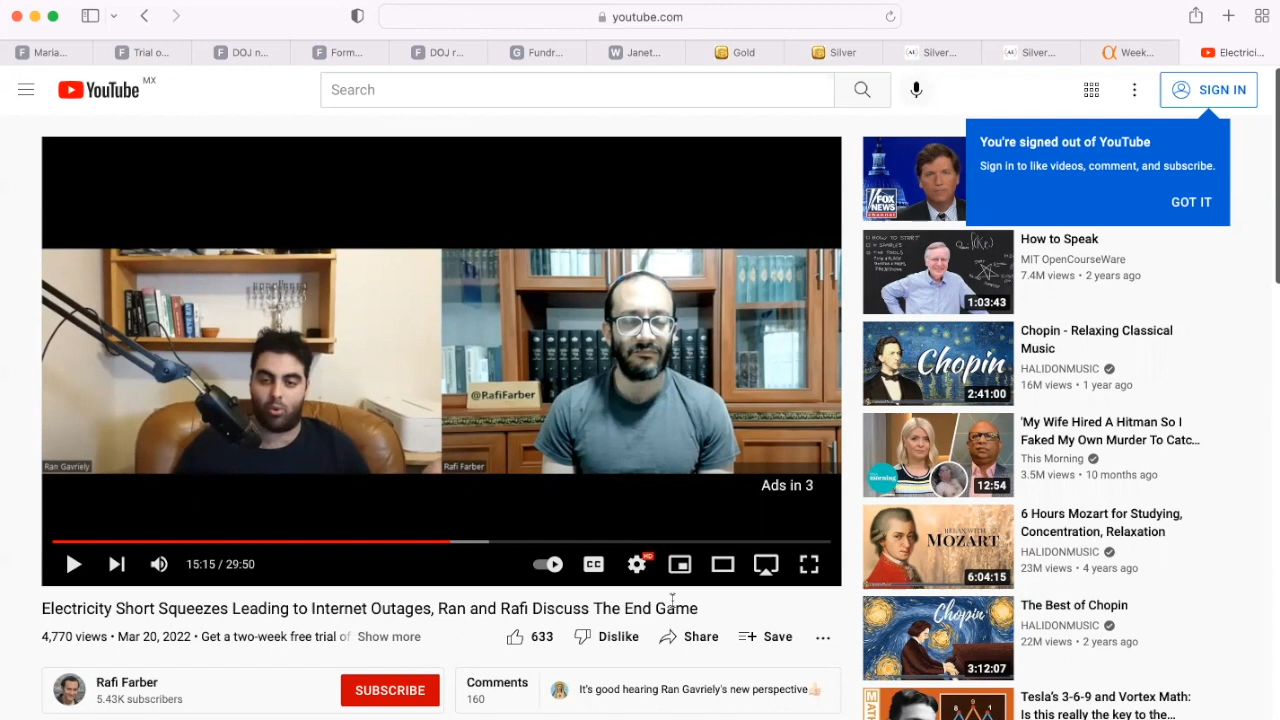 youtube.com
Maria...
Trial o...
DOJ n...
Form...
DOJ r...
Fundr...
Janet...
Gold
Silver
Silver...
Silver...
Week...
Electrici...
YouTube MX
Search
SIGN IN
You're signed out of YouTube
Sign in to like videos, comment, and subscribe.
GOT IT
FOX
NEWS
channel
@RafiFarber
Ran Gavriely
Rafi Farber
Ads in 3
15:15 / 29:50
CC
HD
Electricity Short Squeezes Leading to Internet Outages, Ran and Rafi Discuss The End Game
4,770 views • Mar 20, 2022 • Get a two-week free trial of Show more
633
Dislike
Share
Save
Rafi Farber
5.43K subscribers
SUBSCRIBE
Comments
160
It's good hearing Ran Gavriely's new perspective
HOW TO START:
1:03:43
How to Speak
MIT OpenCourseWare
7.4M views • 2 years ago
Chopin
2:41:00
Chopin - Relaxing Classical
Music
HALIDONMUSIC
16M views • 1 year ago
this
morning
12:54
'My Wife Hired A Hitman So I
Faked My Own Murder To Catc...
This Morning
3.5M views • 10 months ago
RELAX WITH
MOZART
6:04:15
6 Hours Mozart for Studying,
Concentration, Relaxation
HALIDONMUSIC
23M views • 4 years ago
Chopin
3:12:07
The Best of Chopin
HALIDONMUSIC
22M views • 2 years ago
Tesla's 3-6-9 and Vortex Math:
Is this really the key to the...